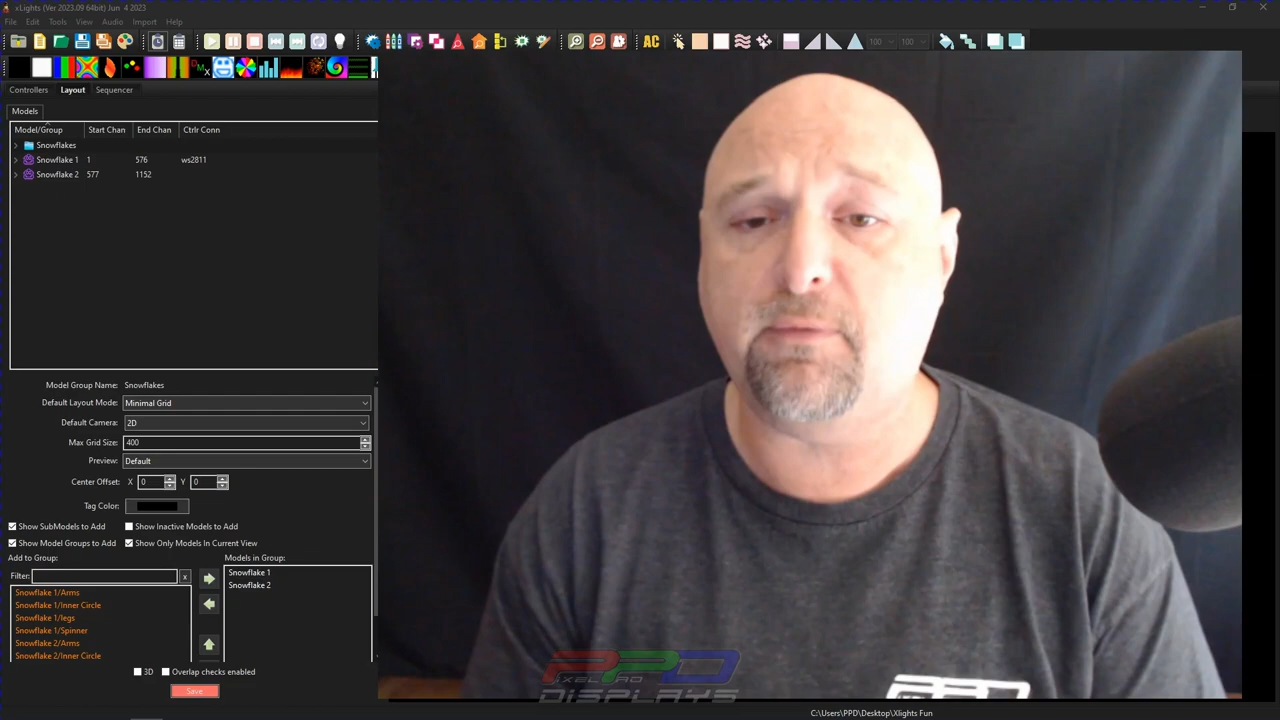 xLights (Ver 2023.09 64bit) Jun 4 2023
File Edit Tools View Audio Import Help
AC
100 100
DMX
Controllers Layout Sequencer
Models
Model/Group Start Chan End Chan Ctrlr Conn
Snowflakes
Snowflake 1 1 576 ws2811
Snowflake 2 577 1152
Model Group Name: Snowflakes
Default Layout Mode: Minimal Grid
Default Camera: 2D
Max Grid Size: 400
Preview: Default
Center Offset: X 0 Y 0
Tag Color:
Show SubModels to Add Show Inactive Models to Add
Show Model Groups to Add Show Only Models In Current View
Add to Group: Models in Group:
Filter: x
Snowflake 1
Snowflake 2
Snowflake 1/Arms
Snowflake 1/Inner Circle
Snowflake 1/legs
Snowflake 1/Spinner
Snowflake 2/Arms
Snowflake 2/Inner Circle
3D Overlap checks enabled
Save
PPD
PIXEL PRO
DISPLAYS
PPD
C:\Users\PPD\Desktop\Xlights Fun